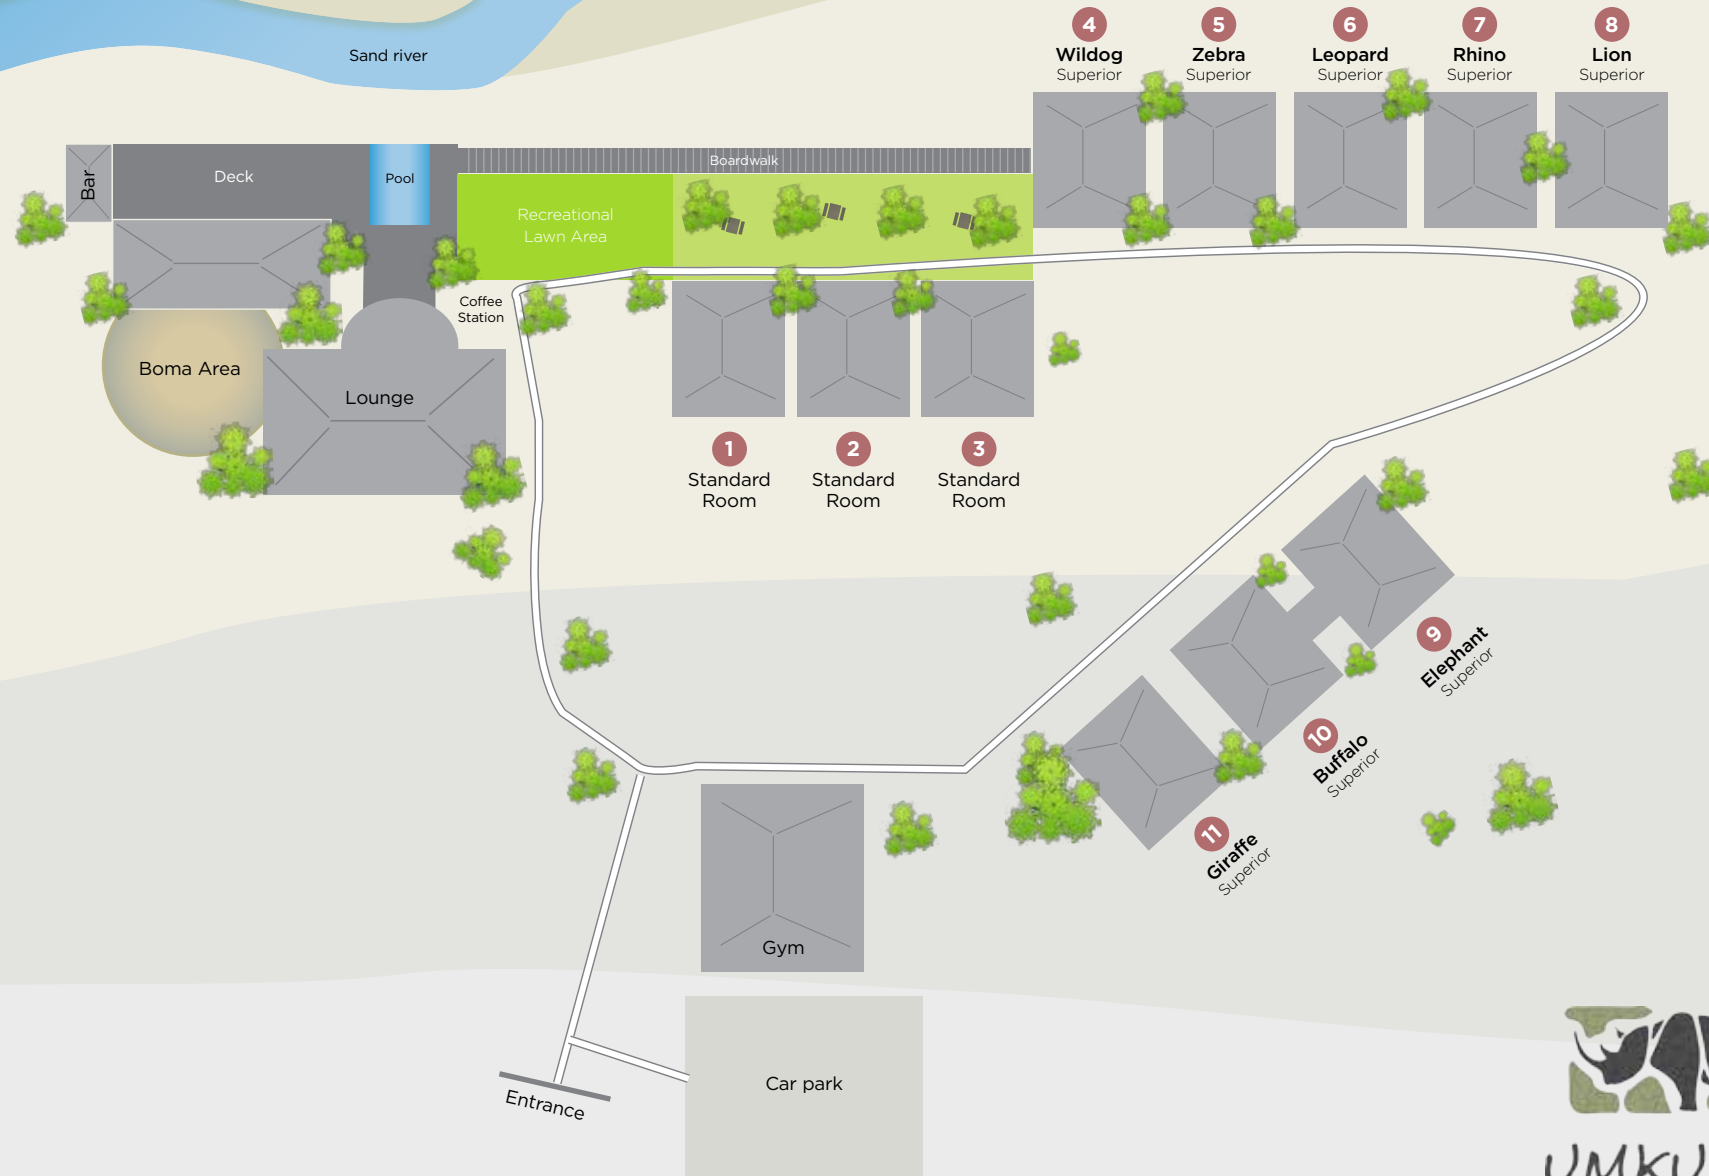 Sand river
4
Wildog
Superior
5
Zebra
Superior
6
Leopard
Superior
7
Rhino
Superior
8
Lion
Superior
Bar
Deck
Pool
Boardwalk
Recreational
Lawn Area
Coffee
Station
Boma Area
Lounge
1
Standard
Room
2
Standard
Room
3
Standard
Room
9
Elephant
Superior
10
Buffalo
Superior
11
Giraffe
Superior
Gym
Car park
Entrance
UMKU